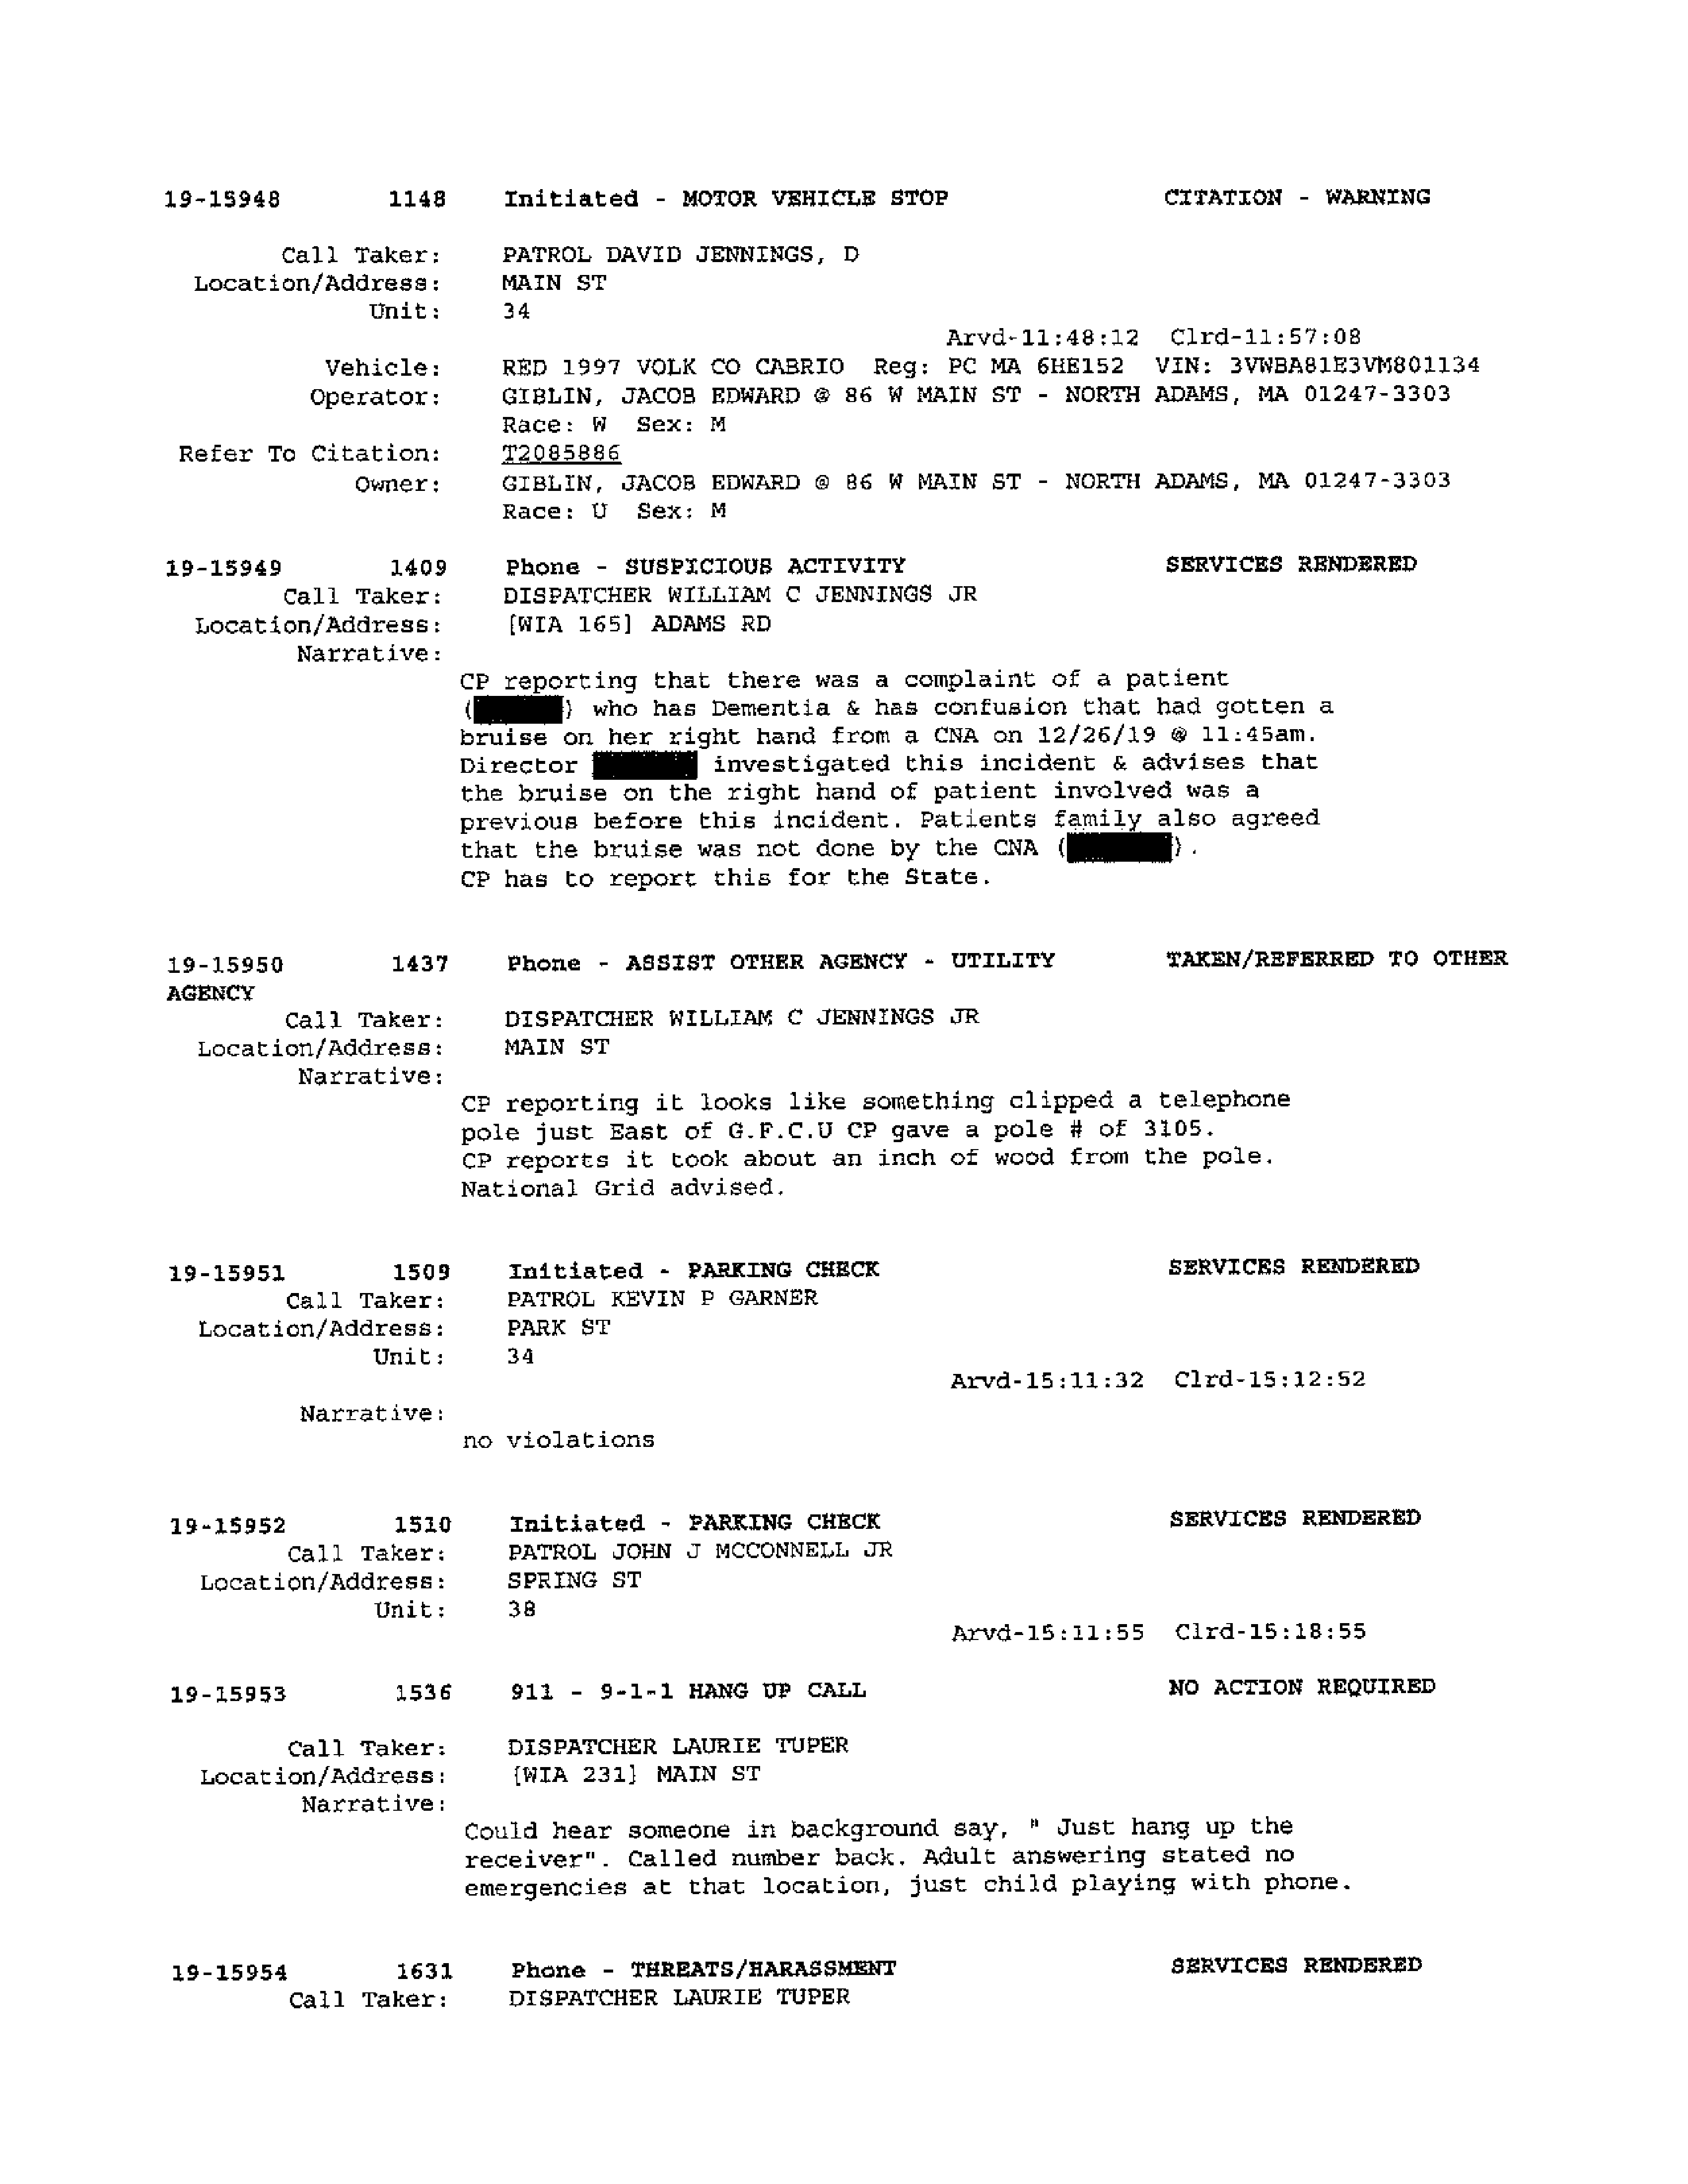 19-15948 1148 Initiated - MOTOR VEHICLE STOP CITATION - WARNING
Call Taker: PATROL DAVID JENNINGS, D
Location/Address: MAIN ST
Unit: 34
Arvd-11:48:12 Clrd-11:57:08
Vehicle: RED 1997 VOLK CO CABRIO Reg: PC MA 6HE152 VIN: 3VWBA81E3VM801134
Operator: GIBLIN, JACOB EDWARD @ 86 W MAIN ST - NORTH ADAMS, MA 01247-3303
Race: W Sex: M
Refer To Citation: T2085886
Owner: GIBLIN, JACOB EDWARD @ 86 W MAIN ST - NORTH ADAMS, MA 01247-3303
Race: U Sex: M
19-15949 1409 Phone - SUSPICIOUS ACTIVITY SERVICES RENDERED
Call Taker: DISPATCHER WILLIAM C JENNINGS JR
Location/Address: [WIA 165] ADAMS RD
Narrative:
CP reporting that there was a complaint of a patient
( ) who has Dementia & has confusion that had gotten a
bruise on her right hand from a CNA on 12/26/19 @ 11:45am.
Director investigated this incident & advises that
the bruise on the right hand of patient involved was a
previous before this incident. Patients family also agreed
that the bruise was not done by the CNA ( ).
CP has to report this for the State.
19-15950 1437 Phone - ASSIST OTHER AGENCY - UTILITY TAKEN/REFERRED TO OTHER
AGENCY
Call Taker: DISPATCHER WILLIAM C JENNINGS JR
Location/Address: MAIN ST
Narrative:
CP reporting it looks like something clipped a telephone
pole just East of G.F.C.U CP gave a pole # of 3105.
CP reports it took about an inch of wood from the pole.
National Grid advised.
19-15951 1509 Initiated - PARKING CHECK SERVICES RENDERED
Call Taker: PATROL KEVIN P GARNER
Location/Address: PARK ST
Unit: 34
Arvd-15:11:32 Clrd-15:12:52
Narrative:
no violations
19-15952 1510 Initiated - PARKING CHECK SERVICES RENDERED
Call Taker: PATROL JOHN J MCCONNELL JR
Location/Address: SPRING ST
Unit: 38
Arvd-15:11:55 Clrd-15:18:55
19-15953 1536 911 - 9-1-1 HANG UP CALL NO ACTION REQUIRED
Call Taker: DISPATCHER LAURIE TUPER
Location/Address: [WIA 231] MAIN ST
Narrative:
Could hear someone in background say, " Just hang up the
receiver". Called number back. Adult answering stated no
emergencies at that location, just child playing with phone.
19-15954 1631 Phone - THREATS/HARASSMENT SERVICES RENDERED
Call Taker: DISPATCHER LAURIE TUPER